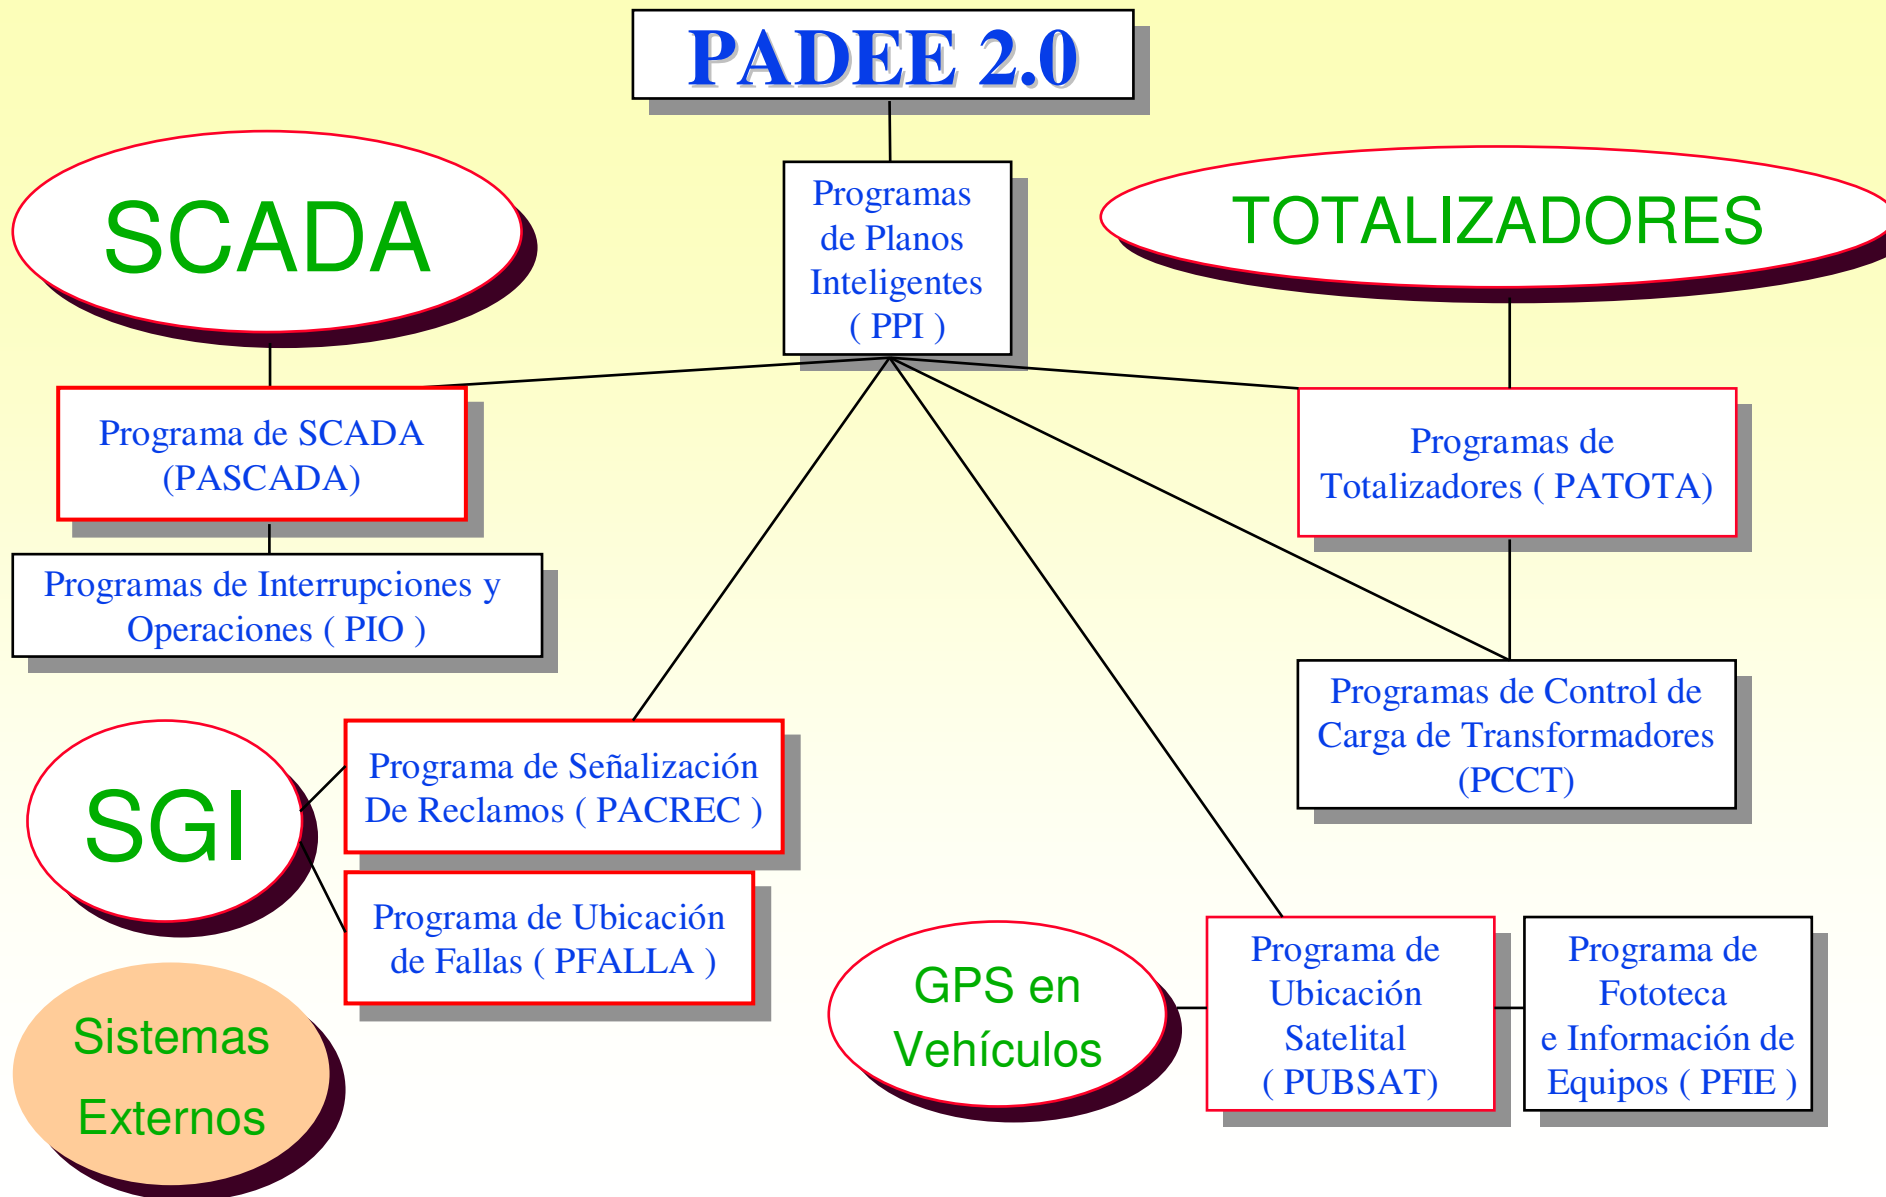 PADEE 2.0
SCADA
Programas
de Planos
Inteligentes
( PPI )
TOTALIZADORES
Programa de SCADA
(PASCADA)
Programas de
Totalizadores ( PATOTA)
Programas de Interrupciones y
Operaciones ( PIO )
Programas de Control de
Carga de Transformadores
(PCCT)
SGI
Programa de Señalización
De Reclamos ( PACREC )
Programa de Ubicación
de Fallas ( PFALLA )
GPS en
Vehículos
Programa de
Ubicación
Satelital
( PUBSAT)
Programa de
Fototeca
e Información de
Equipos ( PFIE )
Sistemas
Externos